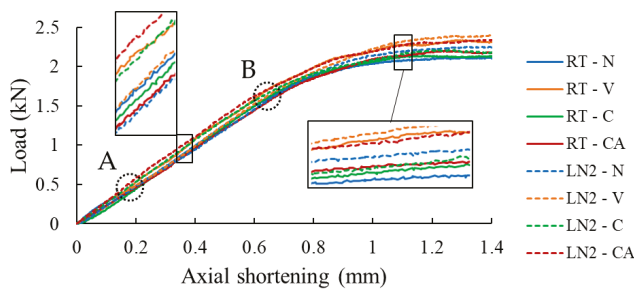 2.5
2
1.5
1
0.5
0
Load (kN)
A
B
0 0.2 0.4 0.6 0.8 1 1.2 1.4
Axial shortening (mm)
RT - N
RT - V
RT - C
RT - CA
LN2 - N
LN2 - V
LN2 - C
LN2 - CA